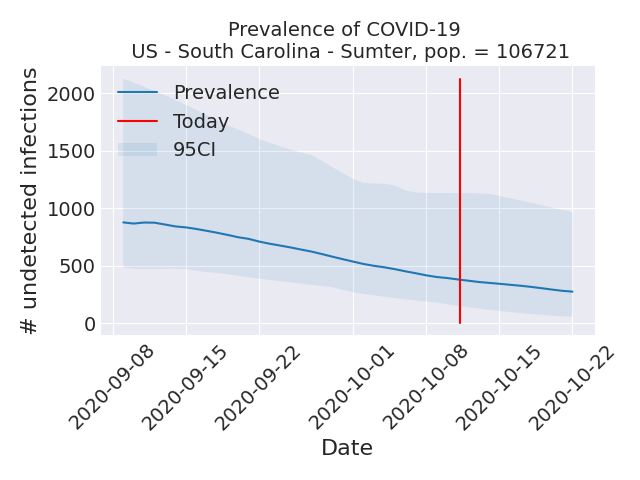 Prevalence of COVID-19
US - South Carolina - Sumter, pop. = 106721
# undetected infections
2000
1500
1000
500
0
Prevalence
Today
95CI
2020-09-08
2020-09-15
2020-09-22
2020-10-01
2020-10-08
2020-10-15
2020-10-22
Date